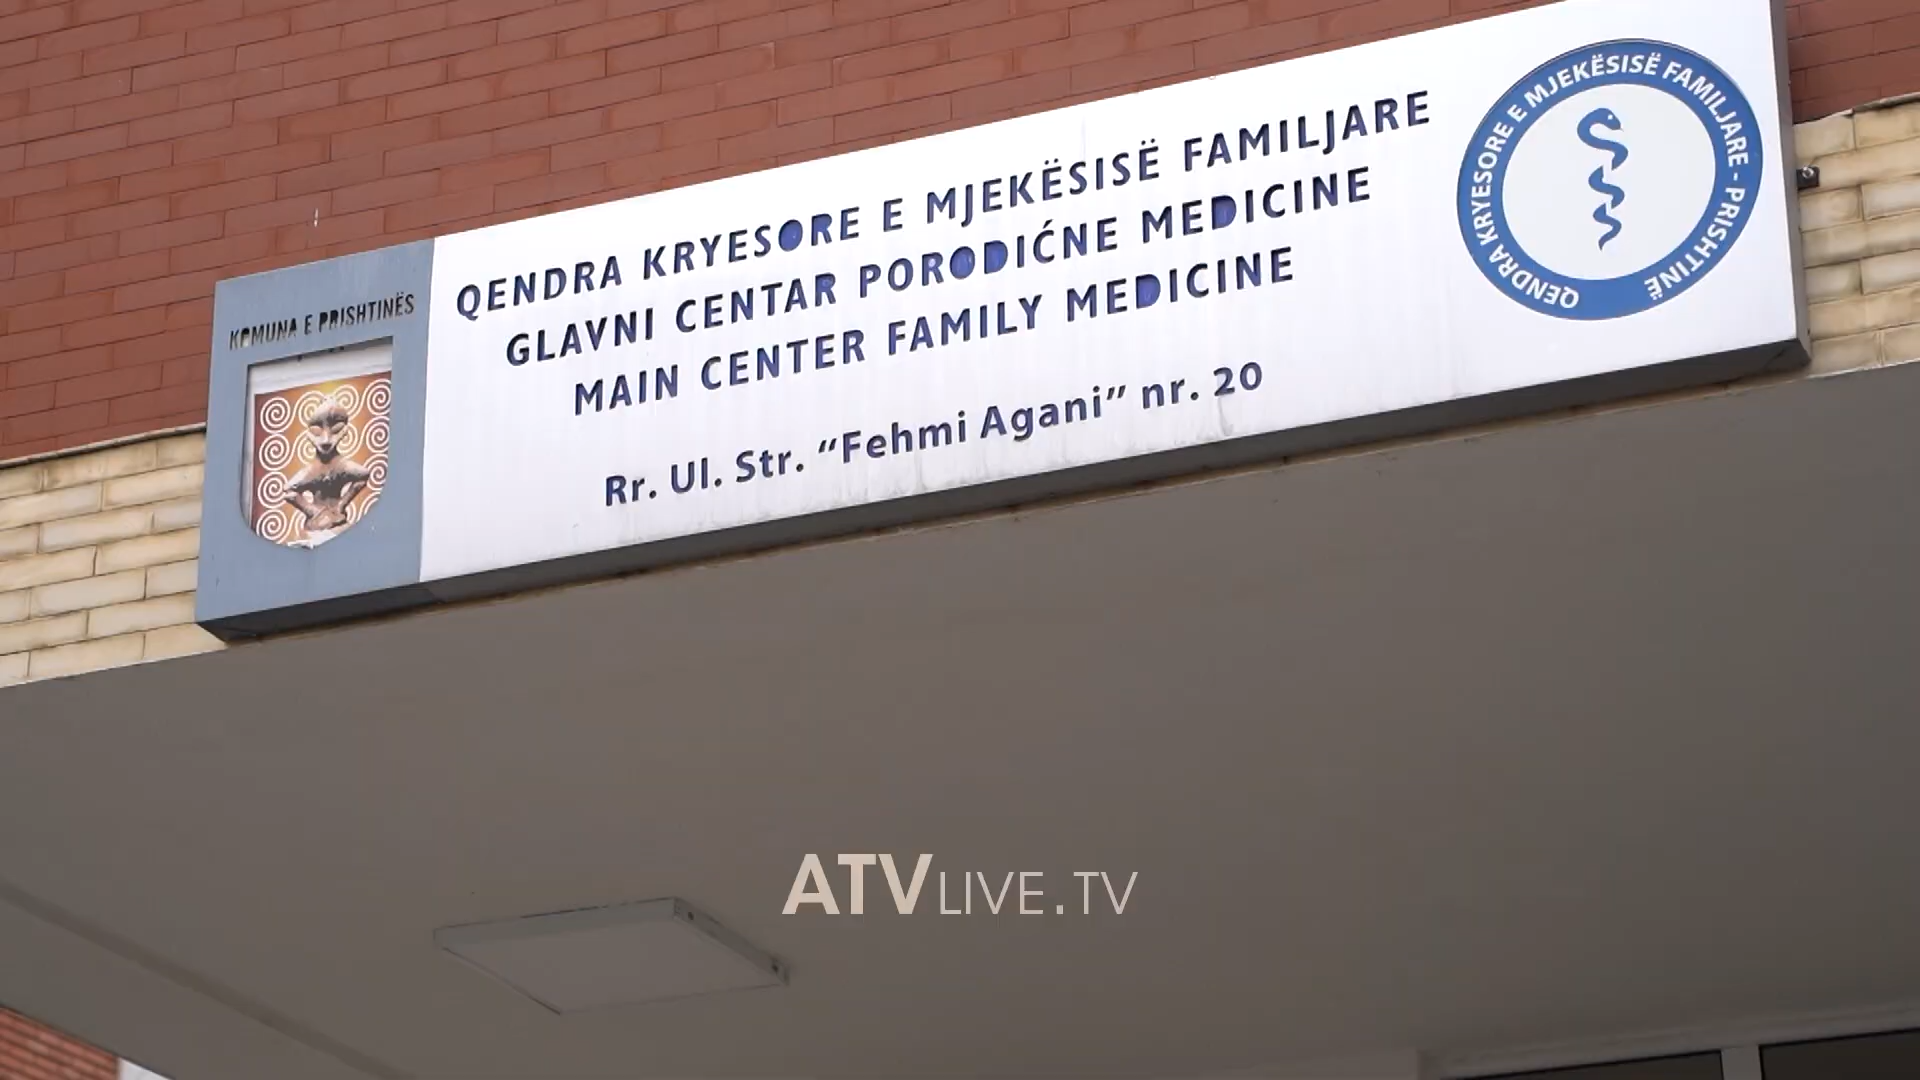 KOMUNA E PRISHTINËS
QENDRA KRYESORE E MJEKËSISË FAMILJARE
GLAVNI CENTAR PORODIĆNE MEDICINE
MAIN CENTER FAMILY MEDICINE
Rr. Ul. Str. “Fehmi Agani” nr. 20
QENDRA KRYESORE E MJEKËSISË FAMILJARE - PRISHTINË
ATVLIVE.TV